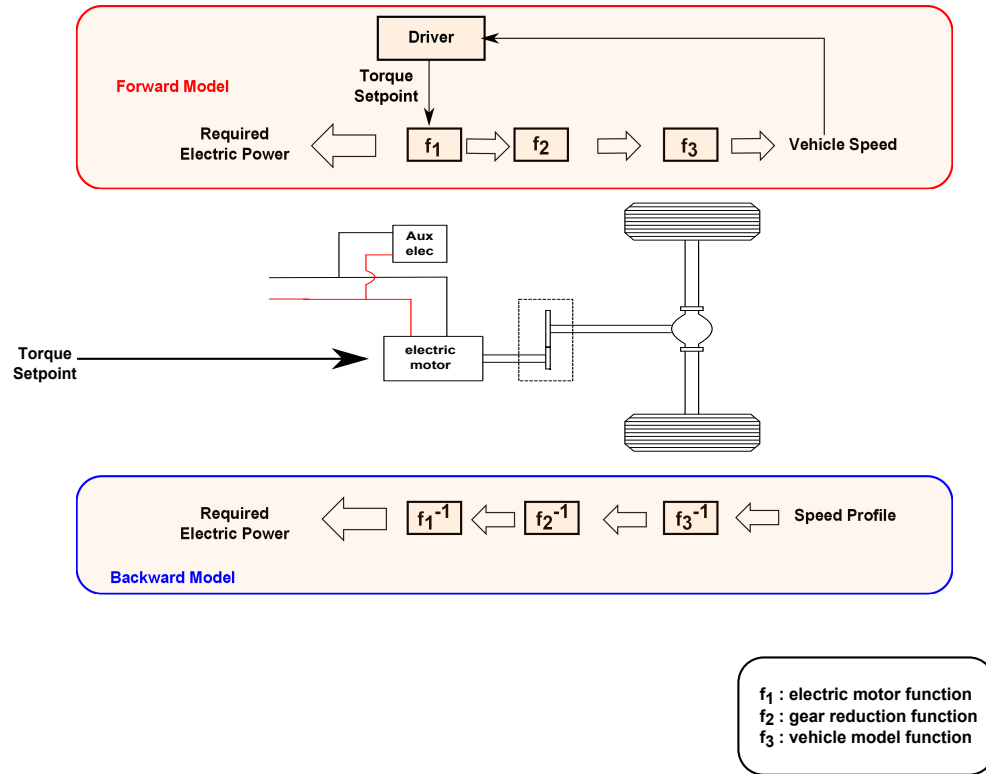 Driver
Torque
Setpoint
Forward Model
Required
Electric Power
f1
f2
f3
Vehicle Speed
Aux
elec
electric
motor
Torque
Setpoint
Required
Electric Power
f1-1
f2-1
f3-1
Speed Profile
Backward Model
f1 : electric motor function
f2 : gear reduction function
f3 : vehicle model function